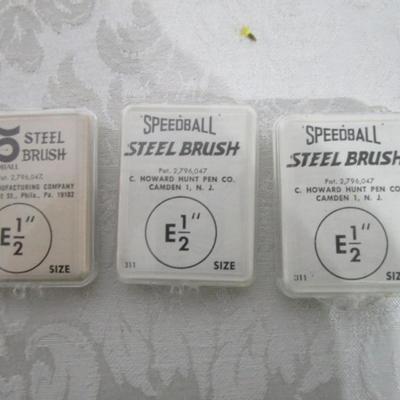 STEEL
BRUSH
BALL
Pat. 2,796,047.
UFACTURING COMPANY
St., Phila., Pa. 19102
E 1/2"
SIZE
SPEEDBALL
STEEL BRUSH
Pat. 2,796,047
C. HOWARD HUNT PEN CO.
CAMDEN 1, N. J.
E 1/2"
311
SIZE
SPEEDBALL
STEEL BRUSH
Pat. 2,796,047
C. HOWARD HUNT PEN CO.
CAMDEN 1, N. J.
E 1/2"
311
SIZE